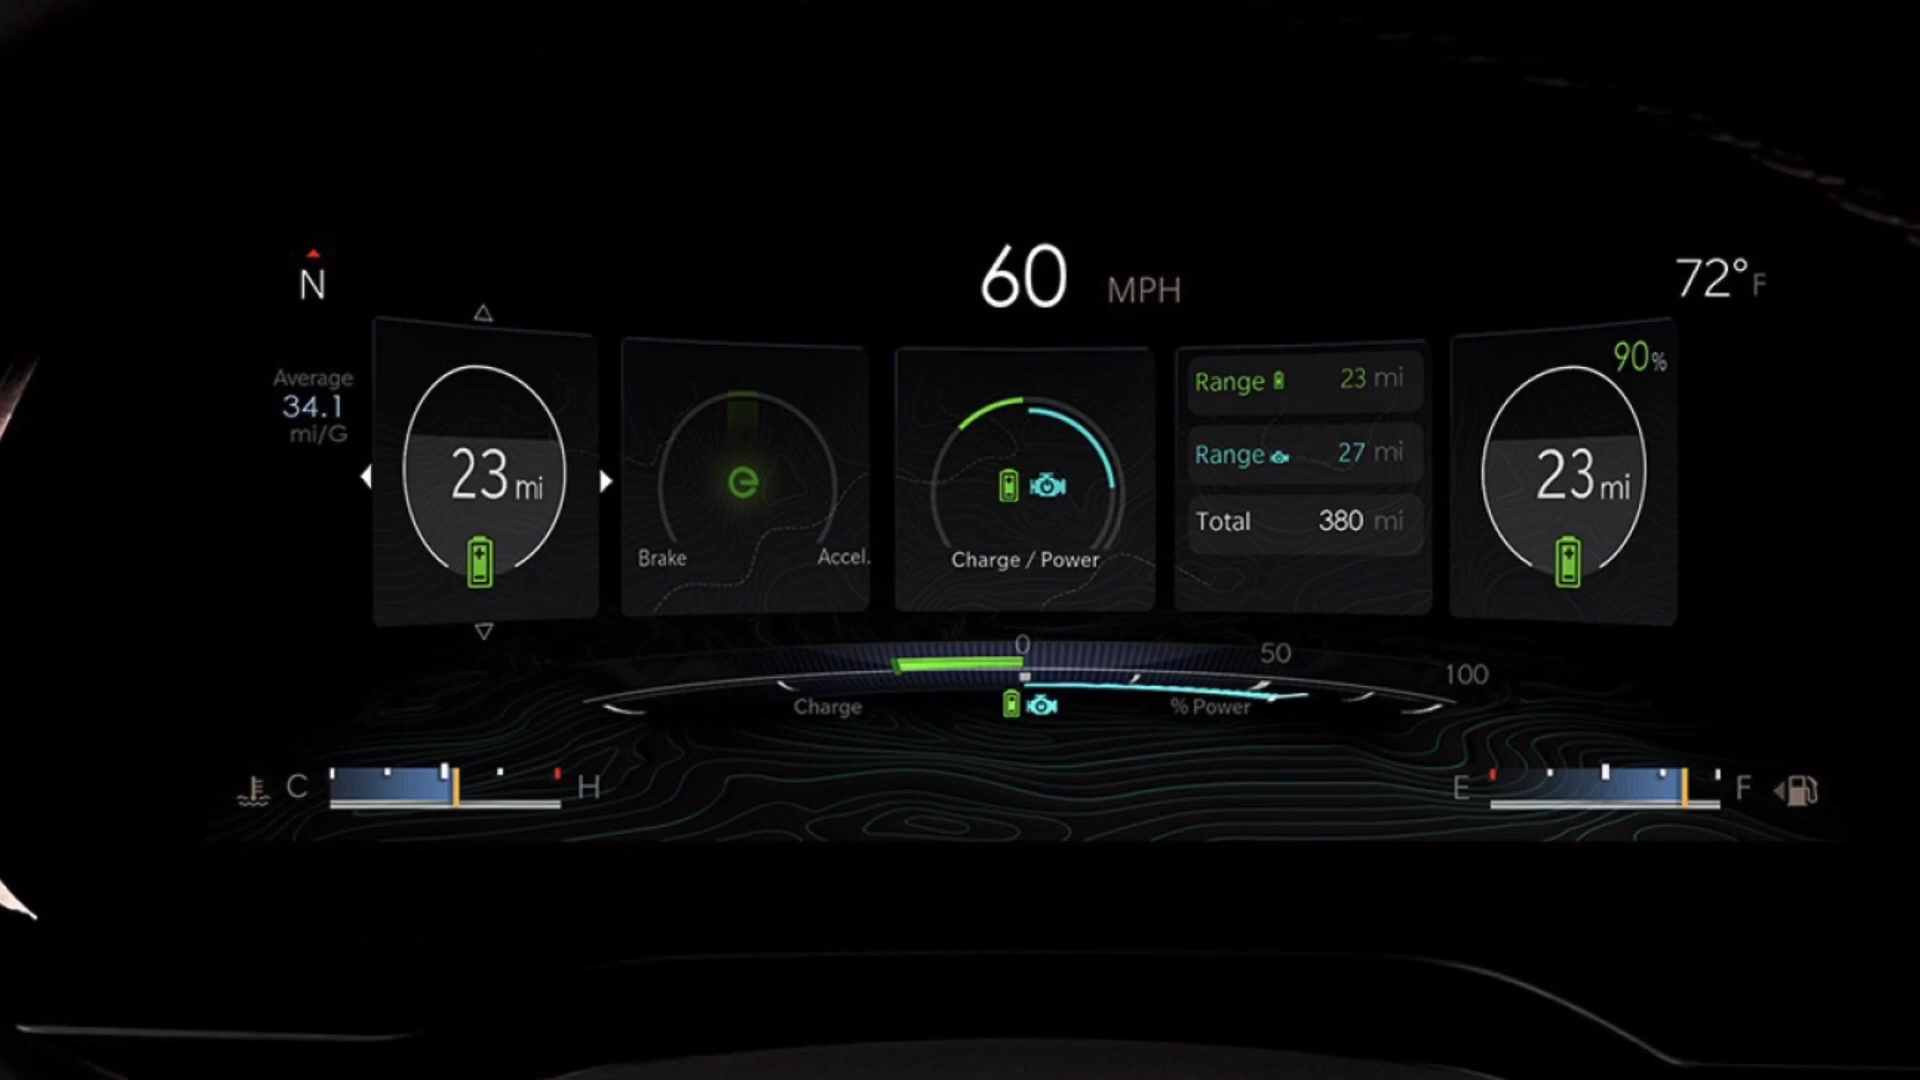 N
60 MPH
72°F
Average
34.1
mi/G
23 mi
e
Brake
Accel.
Charge / Power
Range 23 mi
Range 27 mi
Total 380 mi
90%
23 mi
0
50
100
Charge
% Power
C
H
E
F